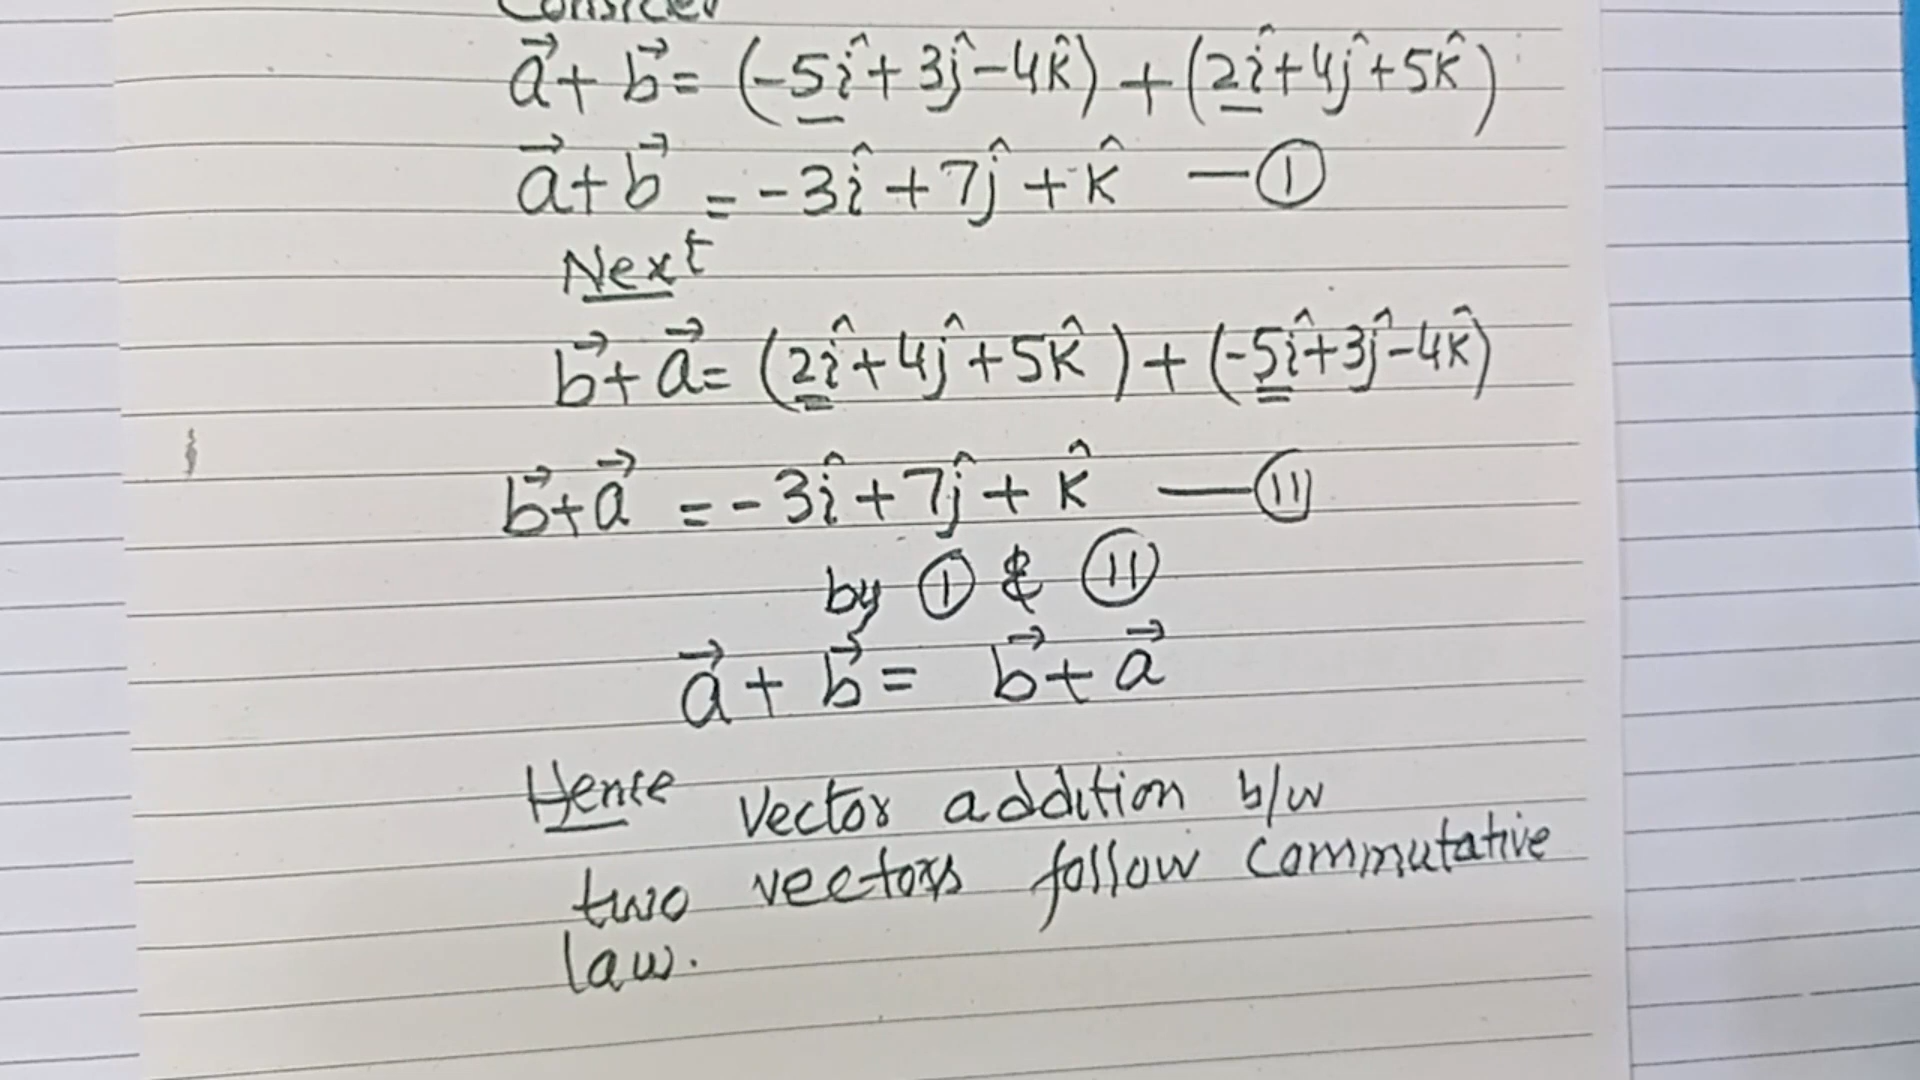 Consider
a⃗ + b⃗ = (-5î + 3ĵ - 4k̂) + (2î + 4ĵ + 5k̂)
a⃗ + b⃗ = -3î + 7ĵ + k̂ — Ⓘ
Next
b⃗ + a⃗ = (2î + 4ĵ + 5k̂) + (-5î + 3ĵ - 4k̂)
b⃗ + a⃗ = -3î + 7ĵ + k̂ — (II)
by Ⓘ & (II)
a⃗ + b⃗ = b⃗ + a⃗
Hence vector addition b/w
two vectors follow commutative
law.